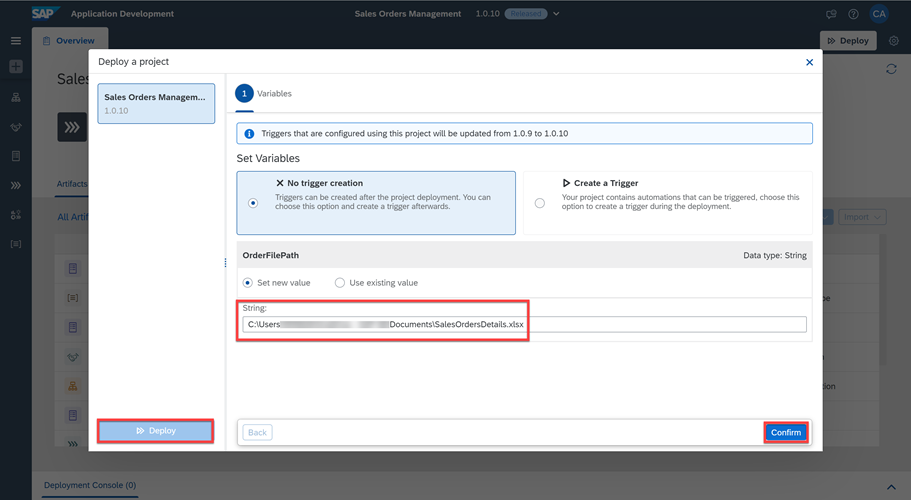 SAP Application Development
Sales Orders Management 1.0.10 Released
CA
Overview
Deploy
Sales
Deploy a project
Sales Orders Managem...
1.0.10
1 Variables
Triggers that are configured using this project will be updated from 1.0.9 to 1.0.10
Set Variables
No trigger creation
Triggers can be created after the project deployment. You can
choose this option and create a trigger afterwards.
Create a Trigger
Your project contains automations that can be triggered, choose this
option to create a trigger during the deployment.
Artifacts
All Artif
Import
OrderFilePath
Data type: String
Set new value
Use existing value
String:
C:\Users Documents\SalesOrdersDetails.xlsx
Deploy
Back
Confirm
Deployment Console (0)